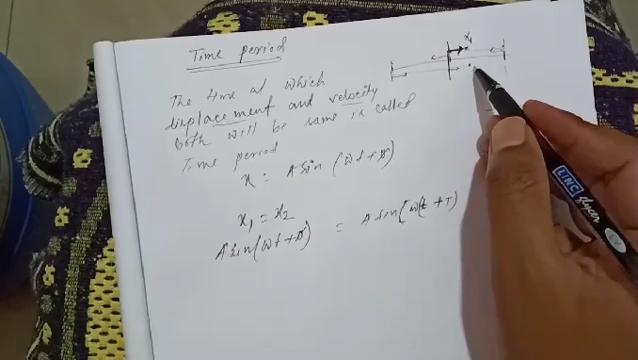 Time period
x₁
The time at which
displacement and velocity
both will be same is called
Time period
x = A sin (ωt + ø)
x₁ = x₂
A sin(ωt + ø) = A sin[ω(t + T)
LINC